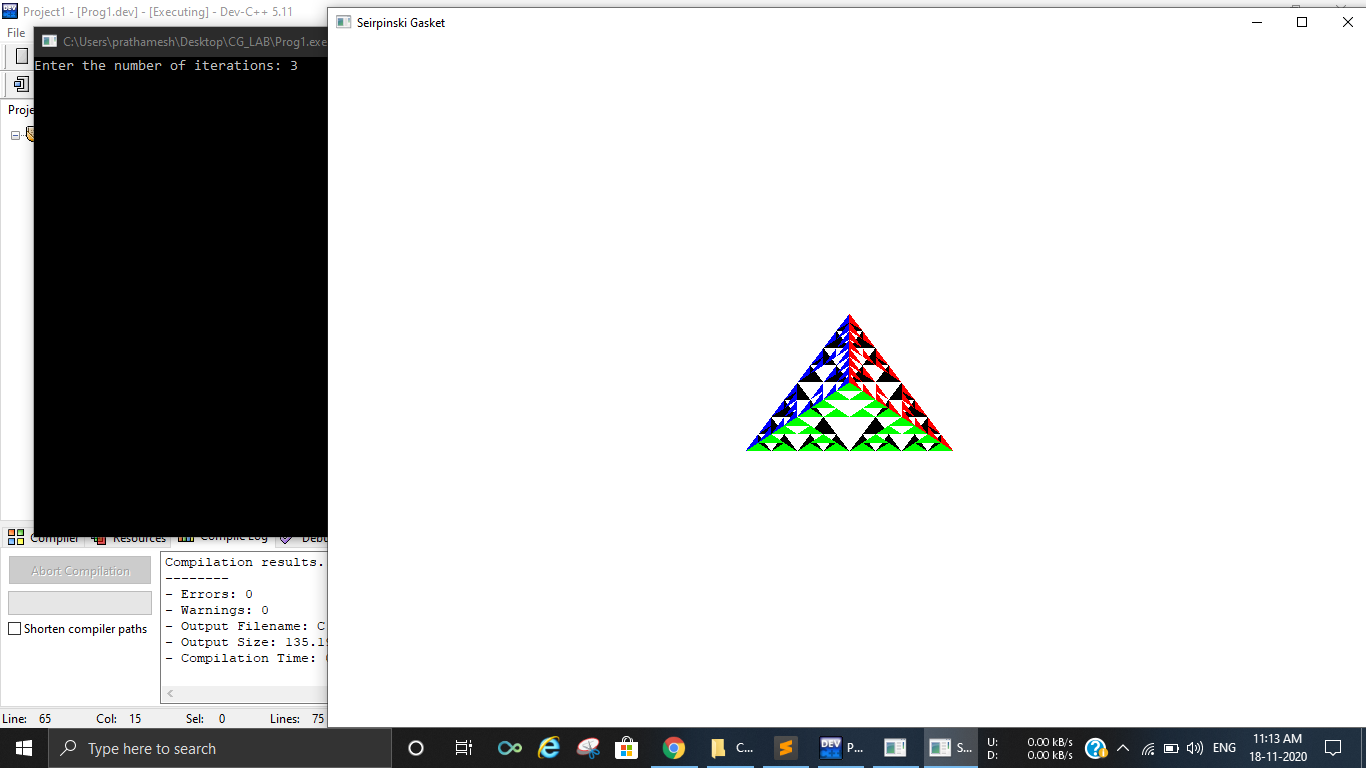 Project1 - [Prog1.dev] - [Executing] - Dev-C++ 5.11
Seirpinski Gasket
File
C:\Users\prathamesh\Desktop\CG_LAB\Prog1.exe
Enter the number of iterations: 3
Proje
Compiler Resources Compile Log Debu
Abort Compilation
Shorten compiler paths
Compilation results.
--------
- Errors: 0
- Warnings: 0
- Output Filename: C
- Output Size: 135.19
- Compilation Time:
Line: 65 Col: 15 Sel: 0 Lines: 75
Type here to search
DEV
C...
P...
S...
U: 0.00 kB/s
D: 0.00 kB/s
ENG
11:13 AM
18-11-2020